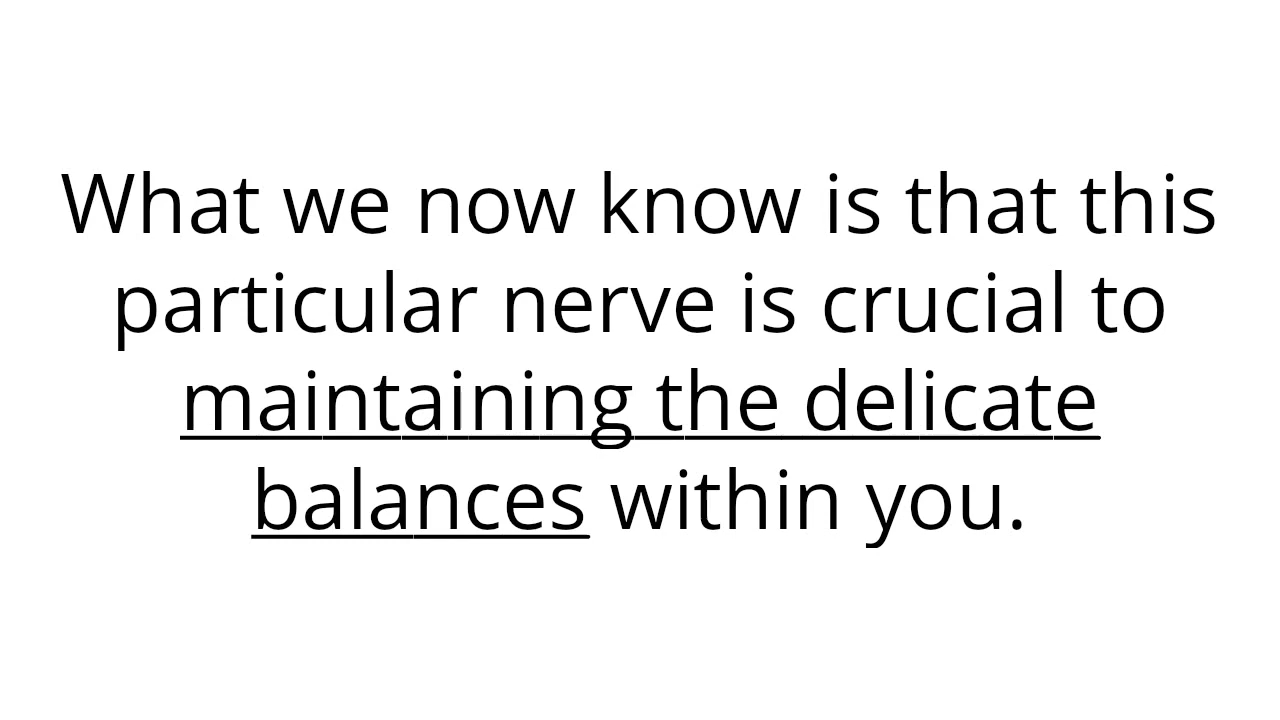 What we now know is that this
particular nerve is crucial to
maintaining the delicate
balances within you.